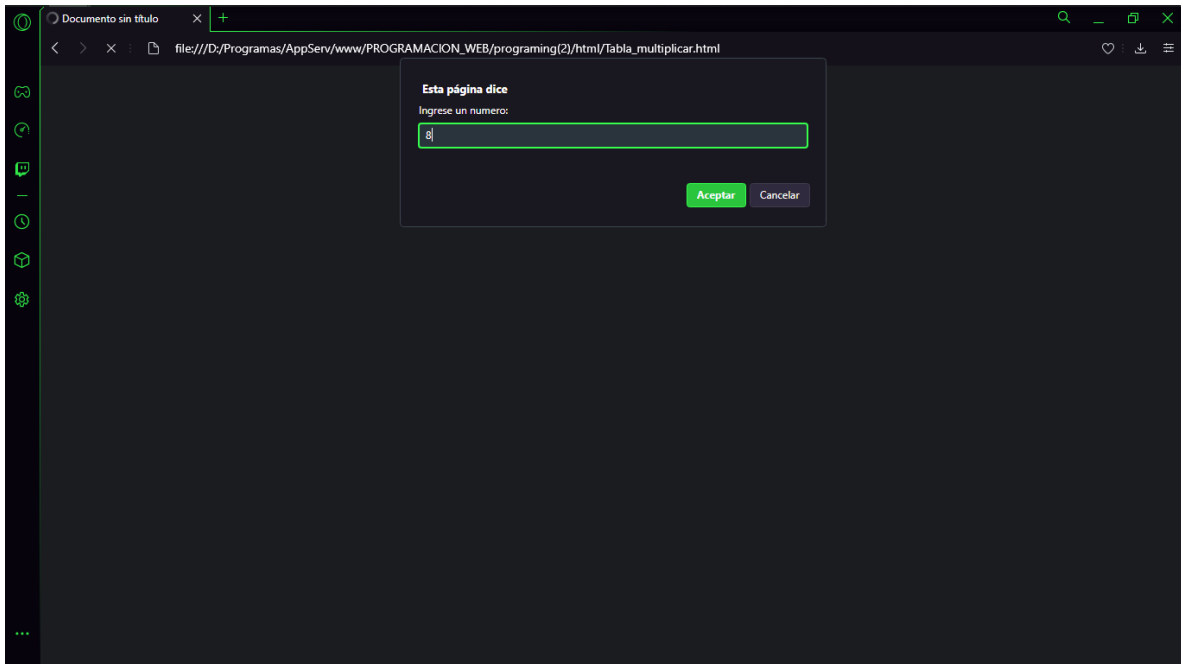 Documento sin título
file:///D:/Programas/AppServ/www/PROGRAMACION_WEB/programing(2)/html/Tabla_multiplicar.html
Esta página dice
Ingrese un numero:
8
Aceptar Cancelar